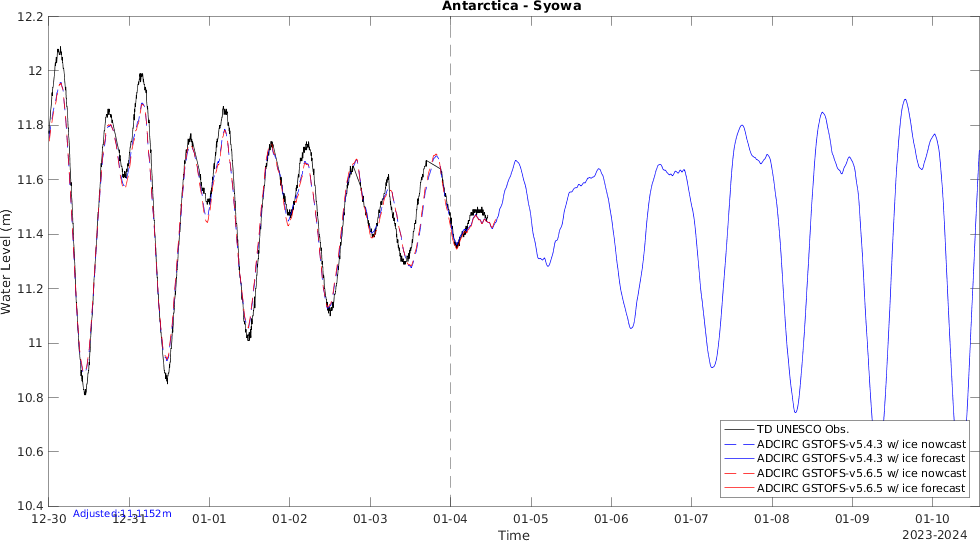 Antarctica - Syowa
12.2
12
11.8
11.6
11.4
11.2
11
10.8
10.6
10.4
Water Level (m)
TD UNESCO Obs.
ADCIRC GSTOFS-v5.4.3 w/ ice nowcast
ADCIRC GSTOFS-v5.4.3 w/ ice forecast
ADCIRC GSTOFS-v5.6.5 w/ ice nowcast
ADCIRC GSTOFS-v5.6.5 w/ ice forecast
Adjusted:11.1152m
12-30 12-31 01-01 01-02 01-03 01-04 01-05 01-06 01-07 01-08 01-09 01-10
Time
2023-2024